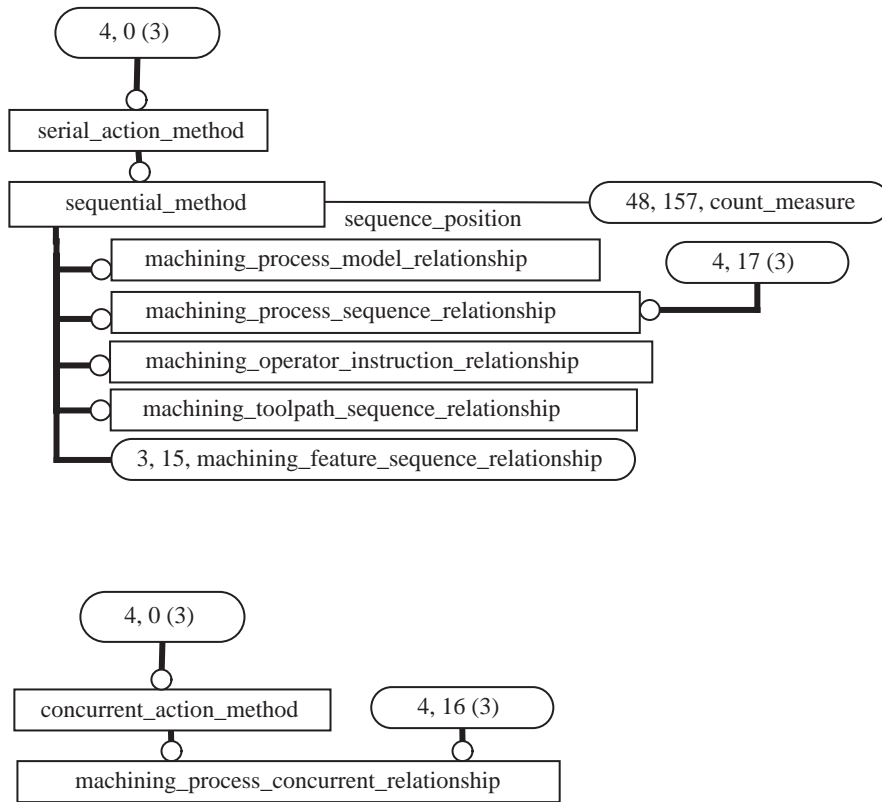 4, 0 (3)
serial_action_method
sequential_method
sequence_position
48, 157, count_measure
machining_process_model_relationship
4, 17 (3)
machining_process_sequence_relationship
machining_operator_instruction_relationship
machining_toolpath_sequence_relationship
3, 15, machining_feature_sequence_relationship
4, 0 (3)
concurrent_action_method
4, 16 (3)
machining_process_concurrent_relationship